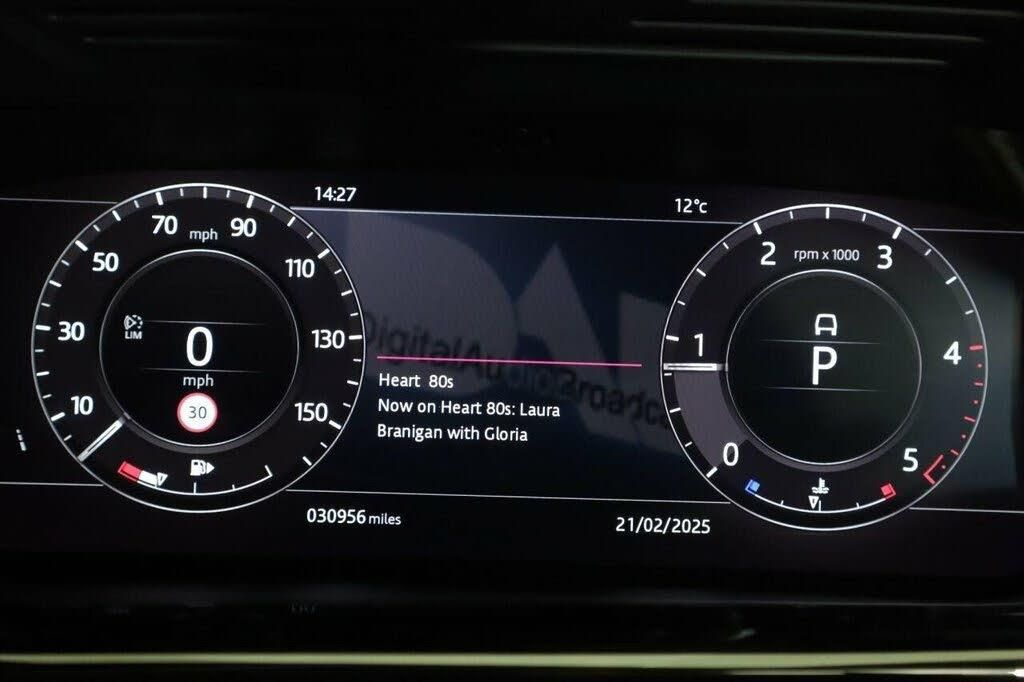 14:27
12°c
70 mph 90
50
110
30
130
10
150
LIM
0
mph
30
DigitalAudioBroadca
Heart 80s
Now on Heart 80s: Laura
Branigan with Gloria
2 rpm x 1000 3
1
4
0
5
A
P
030956 miles
21/02/2025